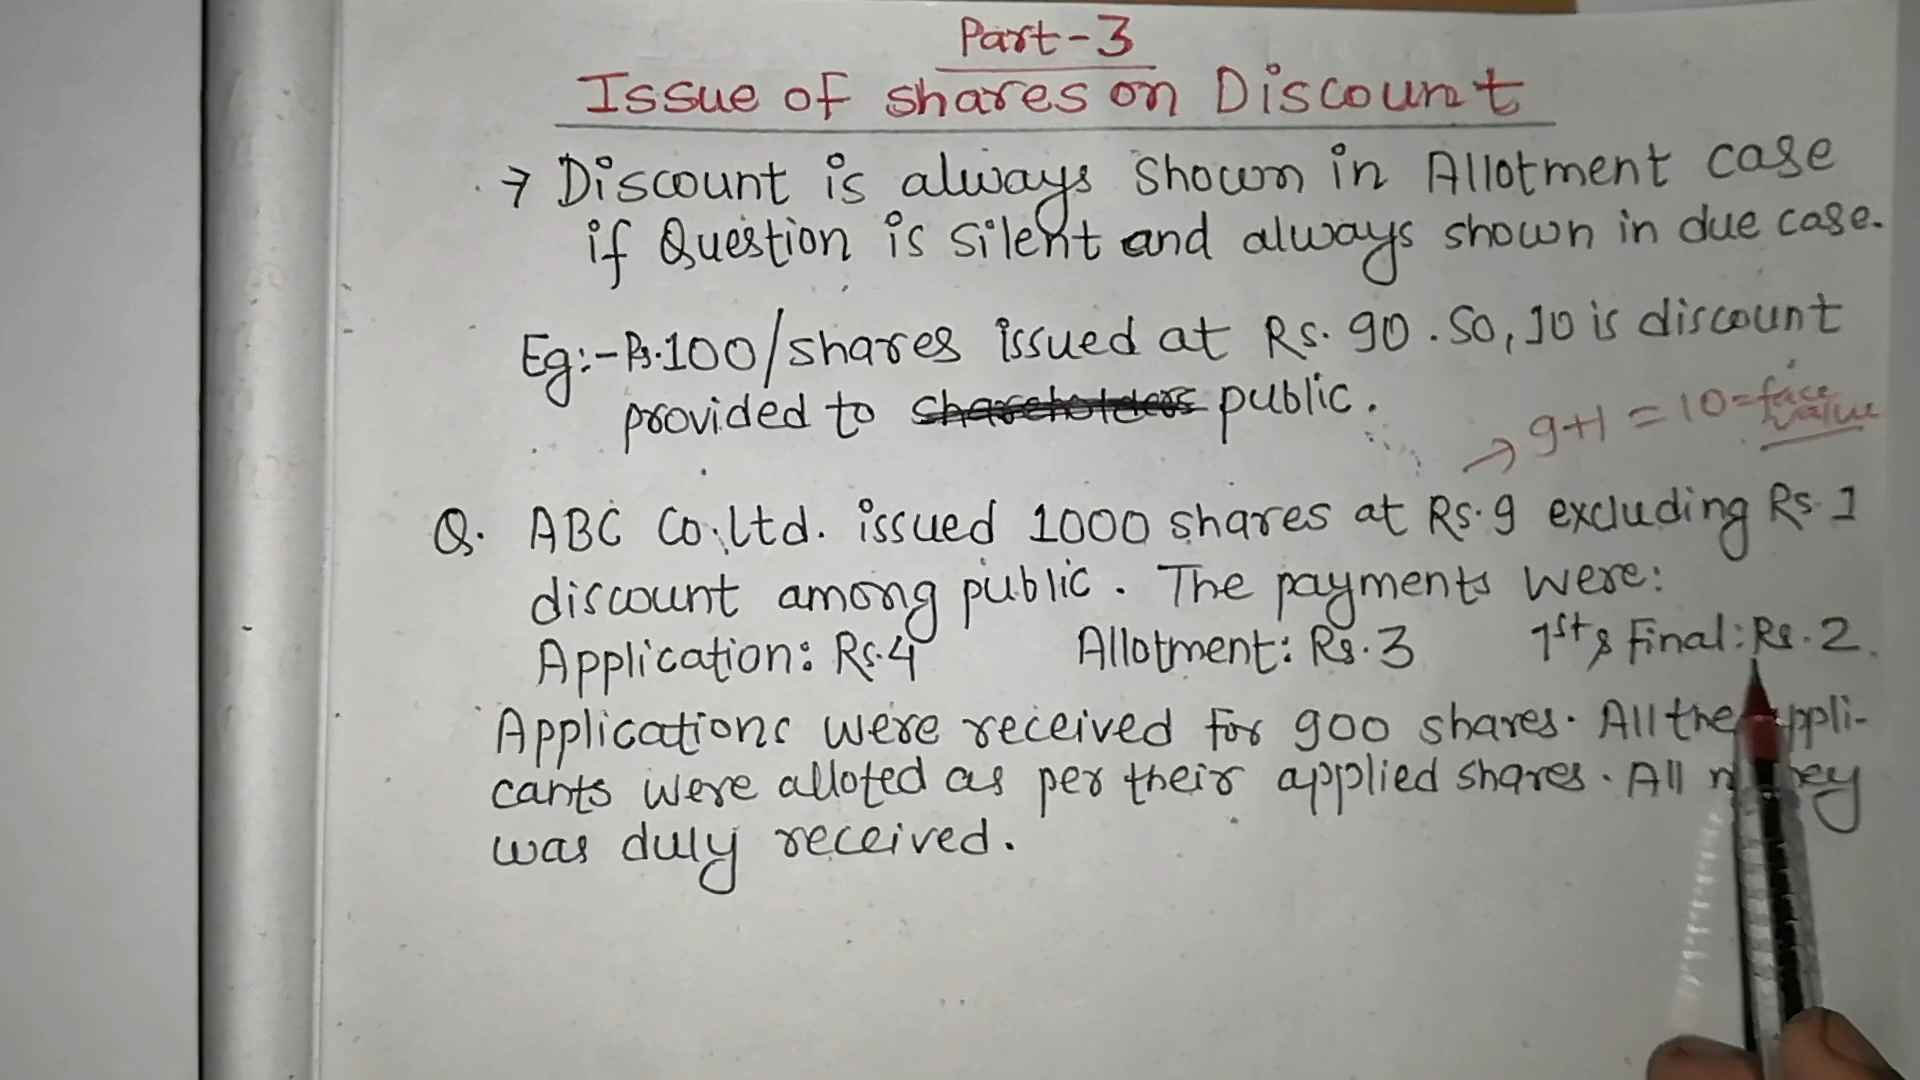 Part-3
Issue of shares on Discount
→ Discount is always shown in Allotment case
if Question is silent and always shown in due case.
Eg:- Rs.100/shares issued at Rs. 90. So, 10 is discount
provided to shareholders public.
→ 9+1 = 10 = face value
Q. ABC Co. Ltd. issued 1000 shares at Rs. 9 excluding Rs. 1
discount among public. The payments were:
Application: Rs. 4 Allotment: Rs. 3 1st & Final: Rs. 2.
Applications were received for 900 shares. All the appli-
cants were alloted as per their applied shares. All
was duly received.